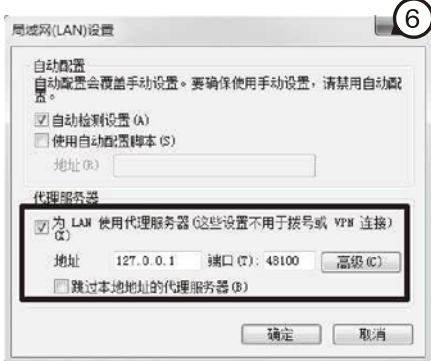 ⑥
局域网(LAN)设置
自动配置
自动配置会覆盖手动设置。要确保使用手动设置，请禁用自动配
置。
自动检测设置(A)
使用自动配置脚本(S)
地址(R)
代理服务器
为 LAN 使用代理服务器(这些设置不用于拨号或 VPN 连接)
(X)
地址 127.0.0.1 端口(T): 48100 高级(C)
跳过本地地址的代理服务器(B)
确定 取消